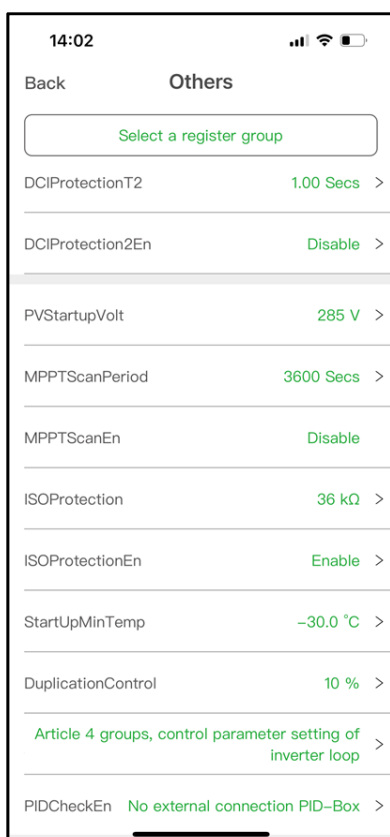 14:02
Back Others
Select a register group
DCIProtectionT2 1.00 Secs >
DCIProtection2En Disable >
PVStartupVolt 285 V >
MPPTScanPeriod 3600 Secs >
MPPTScanEn Disable
ISOProtection 36 kΩ >
ISOProtectionEn Enable >
StartUpMinTemp -30.0 °C >
DuplicationControl 10 % >
Article 4 groups, control parameter setting of
inverter loop >
PIDCheckEn No external connection PID-Box >